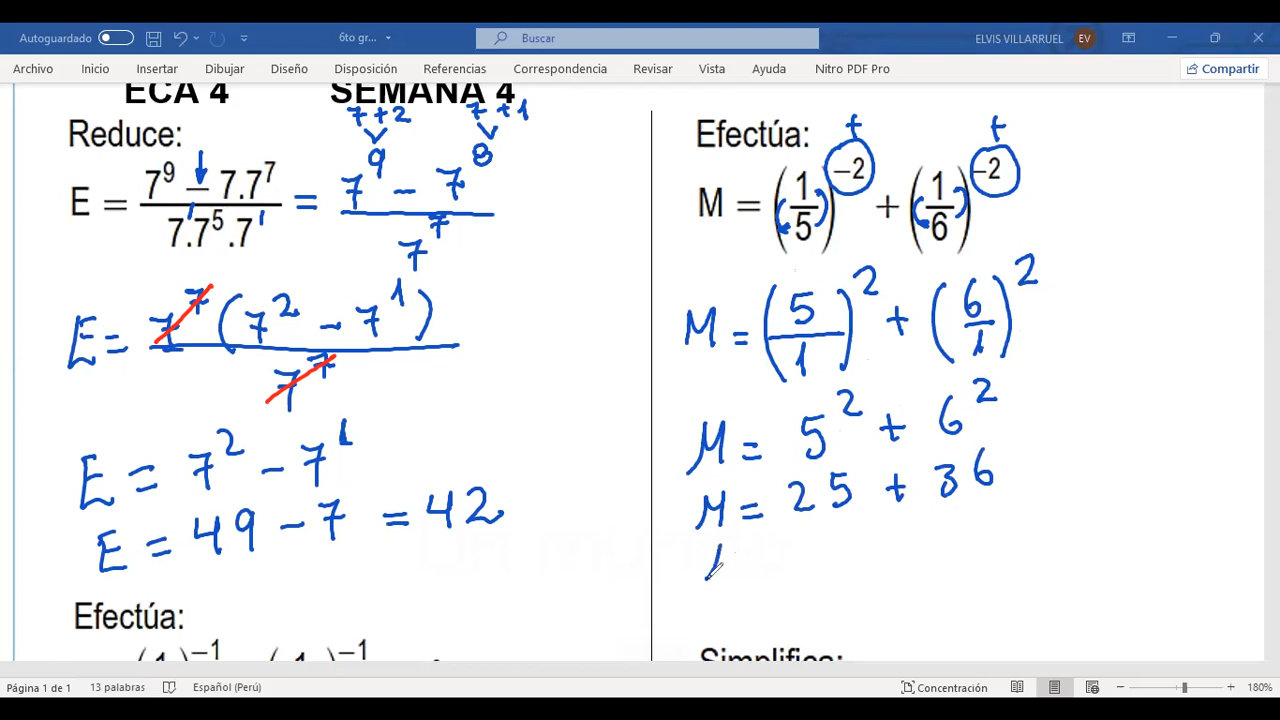 Autoguardado 6to gr... Buscar ELVIS VILLARRUEL EV
Archivo Inicio Insertar Dibujar Diseño Disposición Referencias Correspondencia Revisar Vista Ayuda Nitro PDF Pro Compartir
ECA 4 SEMANA 4
7+2 7+1
Reduce:
E = (7⁹ − 7.7⁷)/(7.7⁵.7) = (7⁹ − 7⁸)/7⁷
1 1
E = 7⁷(7² − 7¹)/7⁷
E = 7² − 7¹
E = 49 − 7 = 42
Efectúa:
Efectúa:
+ +
M = (1/5)⁻² + (1/6)⁻²
M = (5/1)² + (6/1)²
M = 5² + 6²
M = 25 + 36
Simplifica:
Página 1 de 1 13 palabras Español (Perú) Concentración 180%